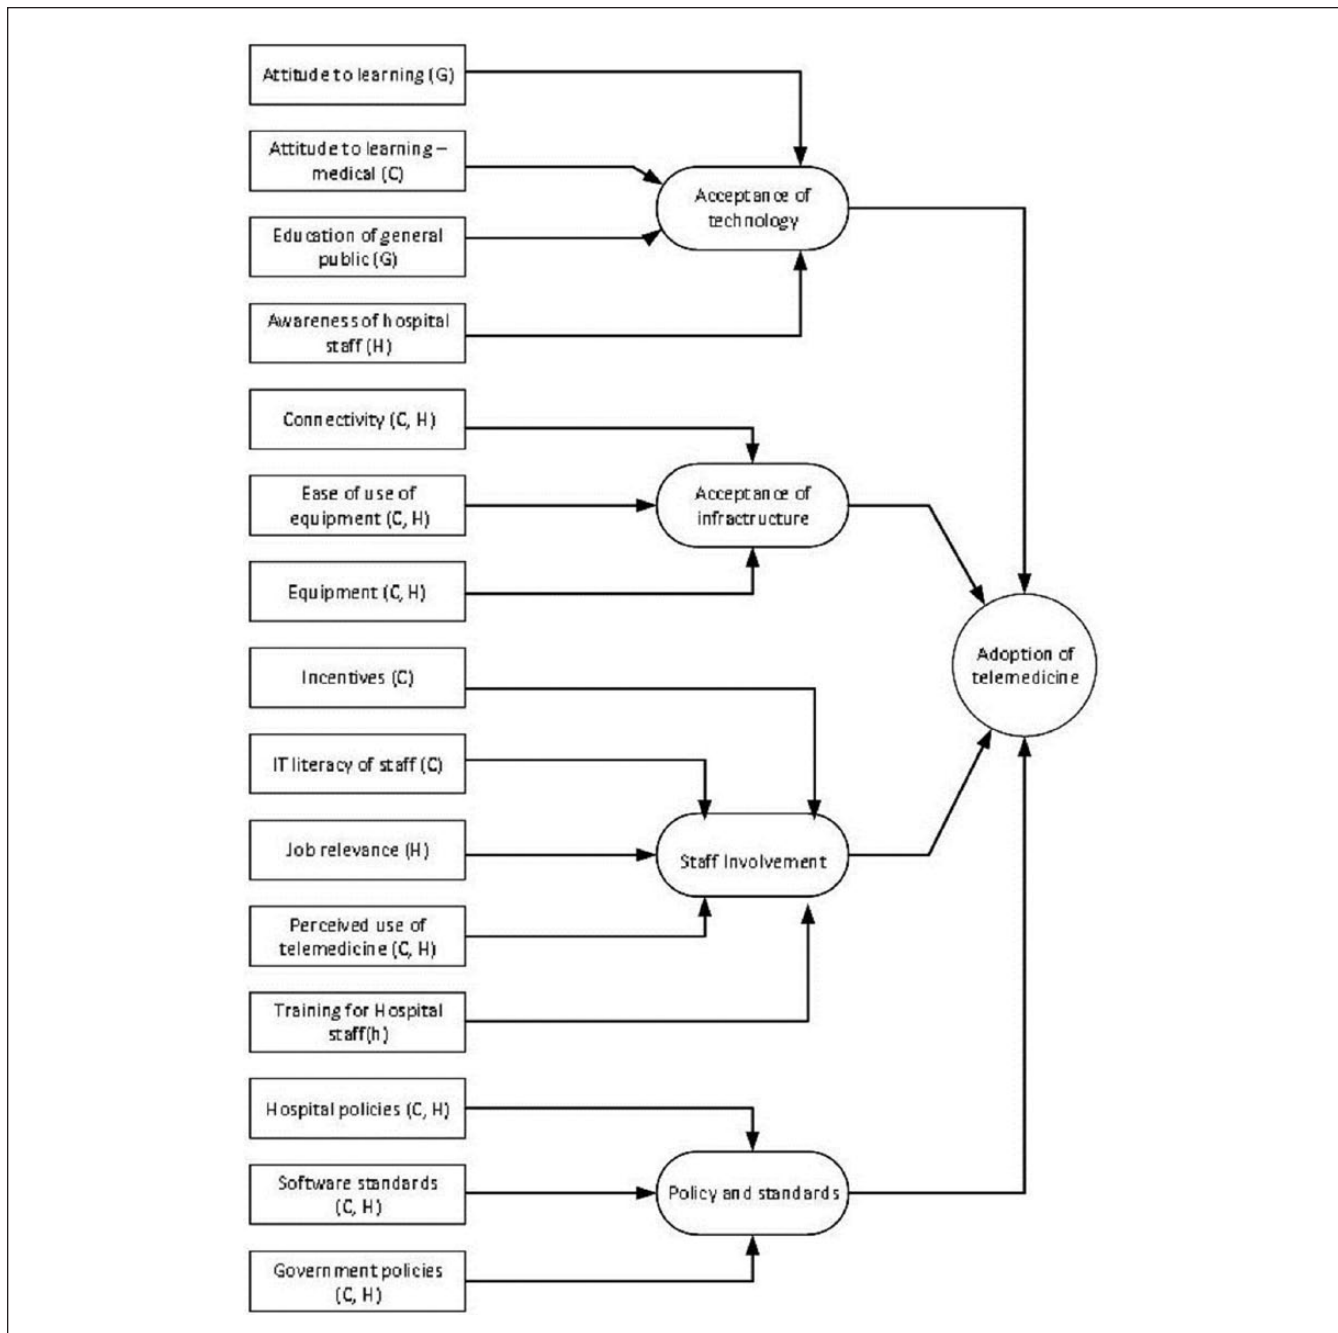 Attitude to learning (G)
Attitude to learning –
medical (C)
Education of general
public (G)
Awareness of hospital
staff (H)
Connectivity (C, H)
Ease of use of
equipment (C, H)
Equipment (C, H)
Incentives (C)
IT literacy of staff (C)
Job relevance (H)
Perceived use of
telemedicine (C, H)
Training for Hospital
staff(h)
Hospital policies (C, H)
Software standards
(C, H)
Government policies
(C, H)
Acceptance of
technology
Acceptance of
infractructure
Staff Involvement
Policy and standards
Adoption of
telemedicine